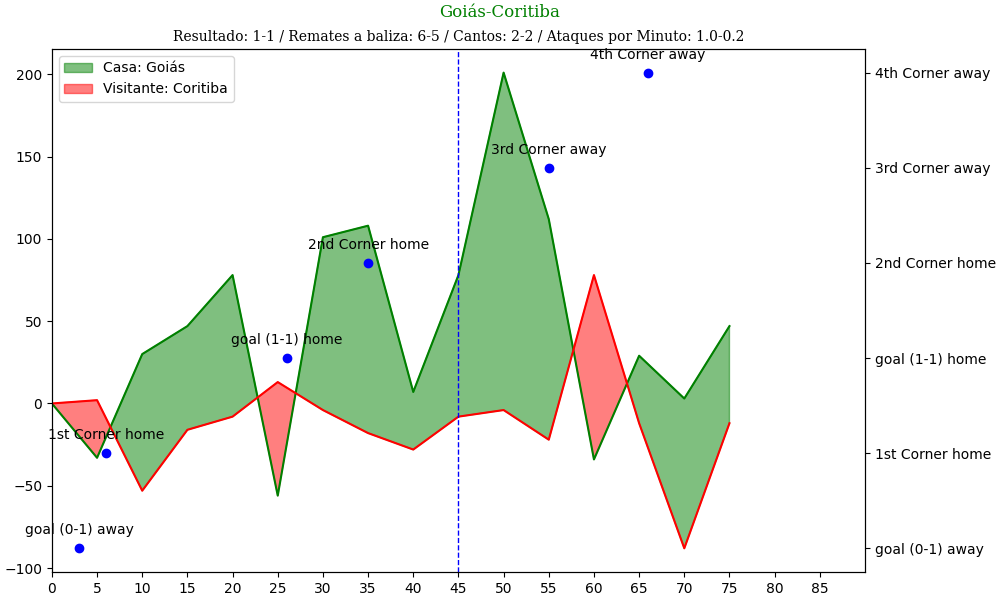 Goiás-Coritiba
Resultado: 1-1 / Remates a baliza: 6-5 / Cantos: 2-2 / Ataques por Minuto: 1.0-0.2
Casa: Goiás
Visitante: Coritiba
4th Corner away
3rd Corner away
2nd Corner home
goal (1-1) home
1st Corner home
goal (0-1) away
200
150
100
50
0
−50
−100
4th Corner away
3rd Corner away
2nd Corner home
goal (1-1) home
1st Corner home
goal (0-1) away
0 5 10 15 20 25 30 35 40 45 50 55 60 65 70 75 80 85